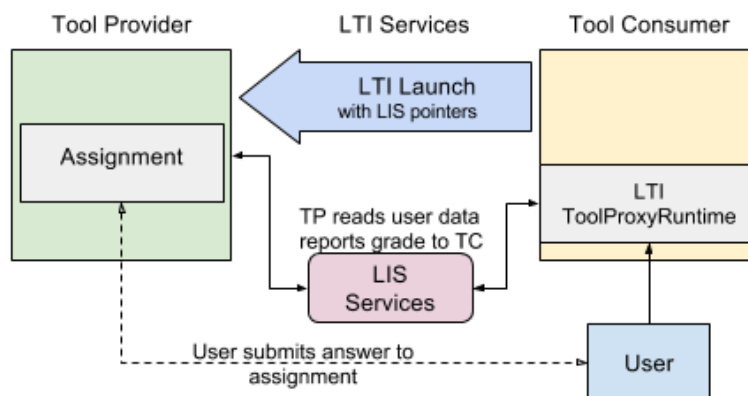 Tool Provider
LTI Services
Tool Consumer
LTI Launch
with LIS pointers
Assignment
LTI
ToolProxyRuntime
TP reads user data
reports grade to TC
LIS
Services
User submits answer to
assignment
User